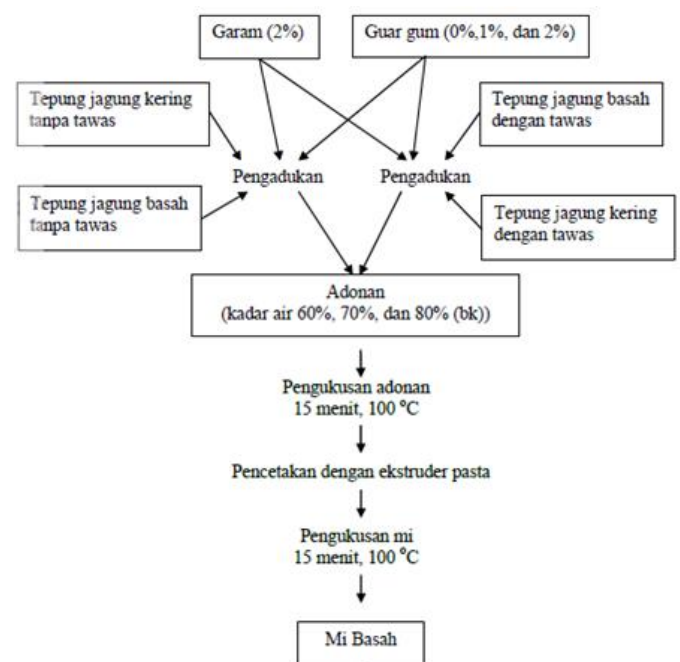 Garam (2%)
Guar gum (0%,1%, dan 2%)
Tepung jagung kering
tanpa tawas
Tepung jagung basah
dengan tawas
Pengadukan
Pengadukan
Tepung jagung basah
tanpa tawas
Tepung jagung kering
dengan tawas
Adonan
(kadar air 60%, 70%, dan 80% (bk))
Pengukusan adonan
15 menit, 100 °C
Pencetakan dengan ekstruder pasta
Pengukusan mi
15 menit, 100 °C
Mi Basah